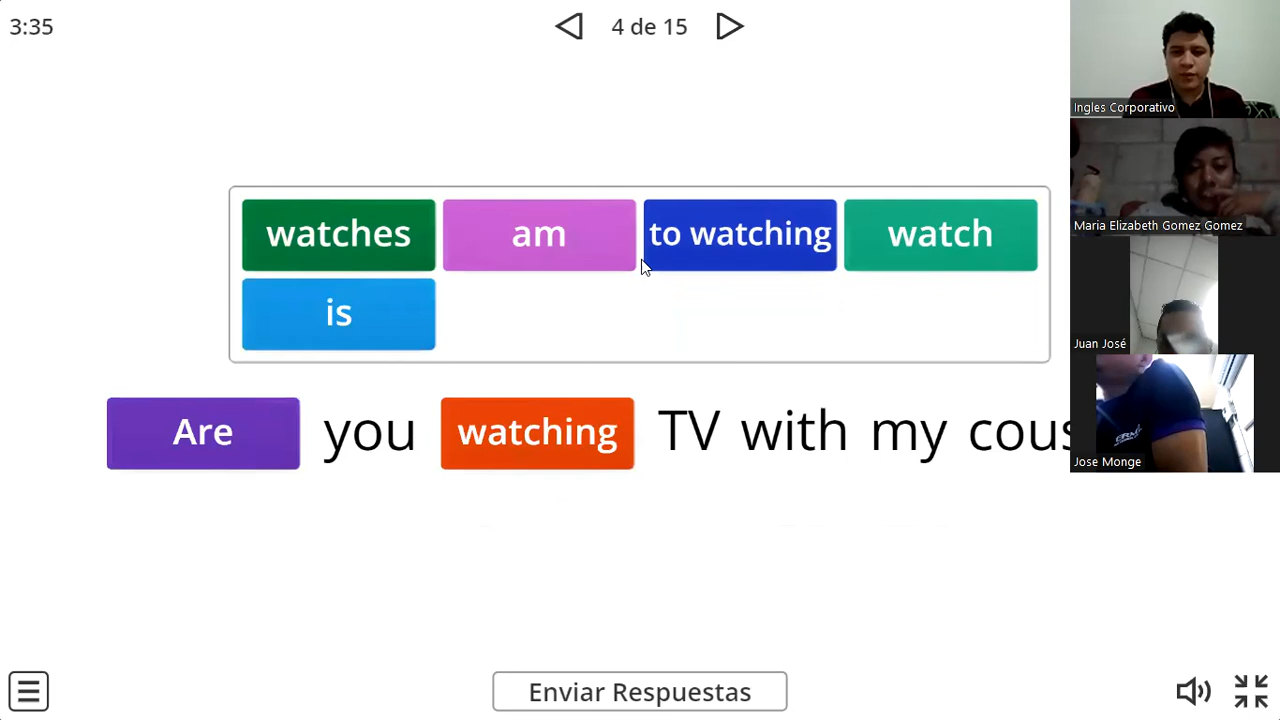 3:35
4 de 15
Ingles Corporativo
watches am to watching watch
Maria Elizabeth Gomez Gomez
is
Juan José
Are you watching TV with my cous
Jose Monge
Enviar Respuestas